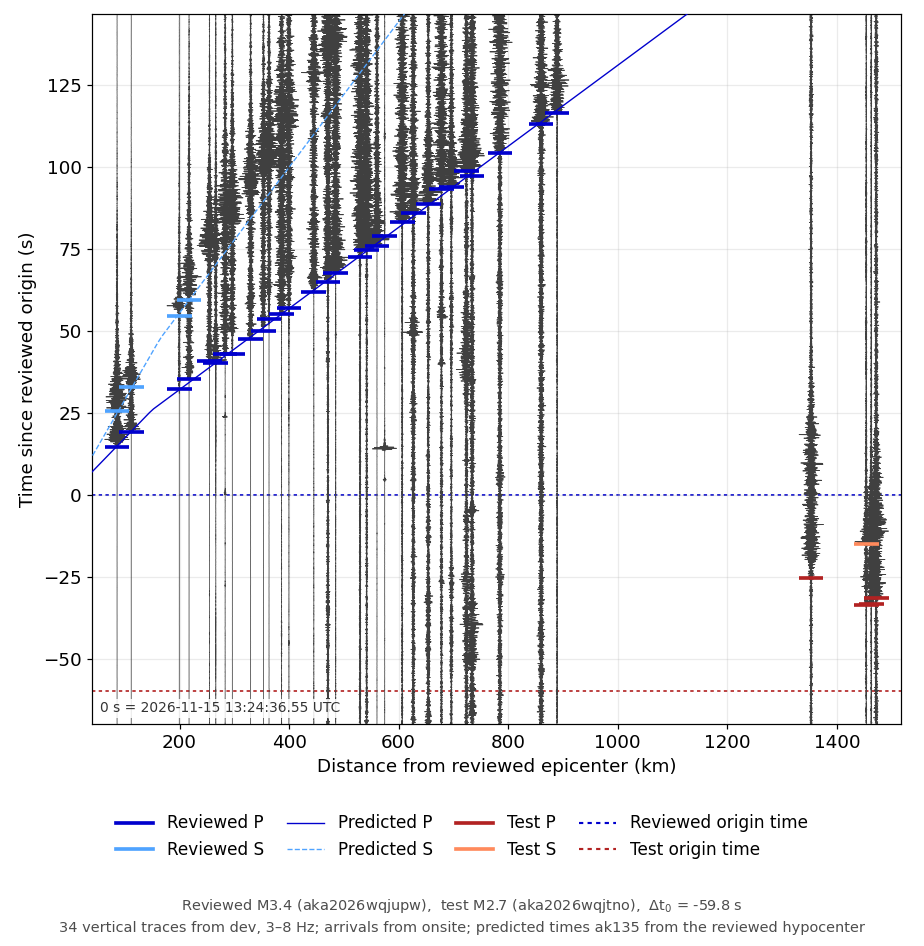 125
100
75
50
25
0
−25
−50
Time since reviewed origin (s)
0 s = 2026-11-15 13:24:36.55 UTC
200 400 600 800 1000 1200 1400
Distance from reviewed epicenter (km)
Reviewed P Predicted P Test P Reviewed origin time
Reviewed S Predicted S Test S Test origin time
Reviewed M3.4 (aka2026wqjupw), test M2.7 (aka2026wqjtno), Δt₀ = -59.8 s
34 vertical traces from dev, 3–8 Hz; arrivals from onsite; predicted times ak135 from the reviewed hypocenter